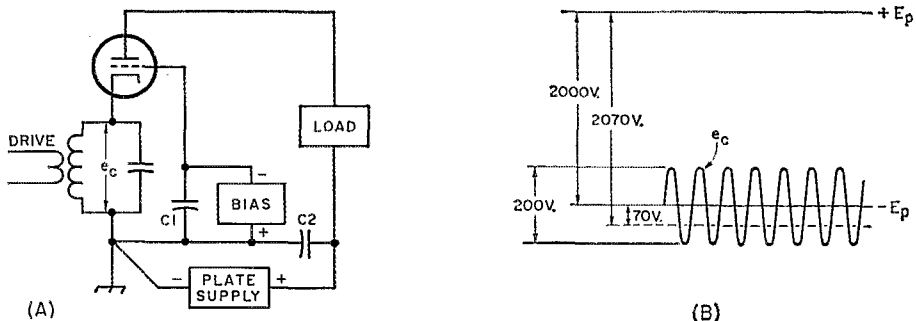 DRIVE
e_c
C1
BIAS
-
+
C2
LOAD
-
PLATE
SUPPLY
+
(A)
+ E_p
2000V.
2070V.
e_c
200V.
70V.
- E_p
(B)